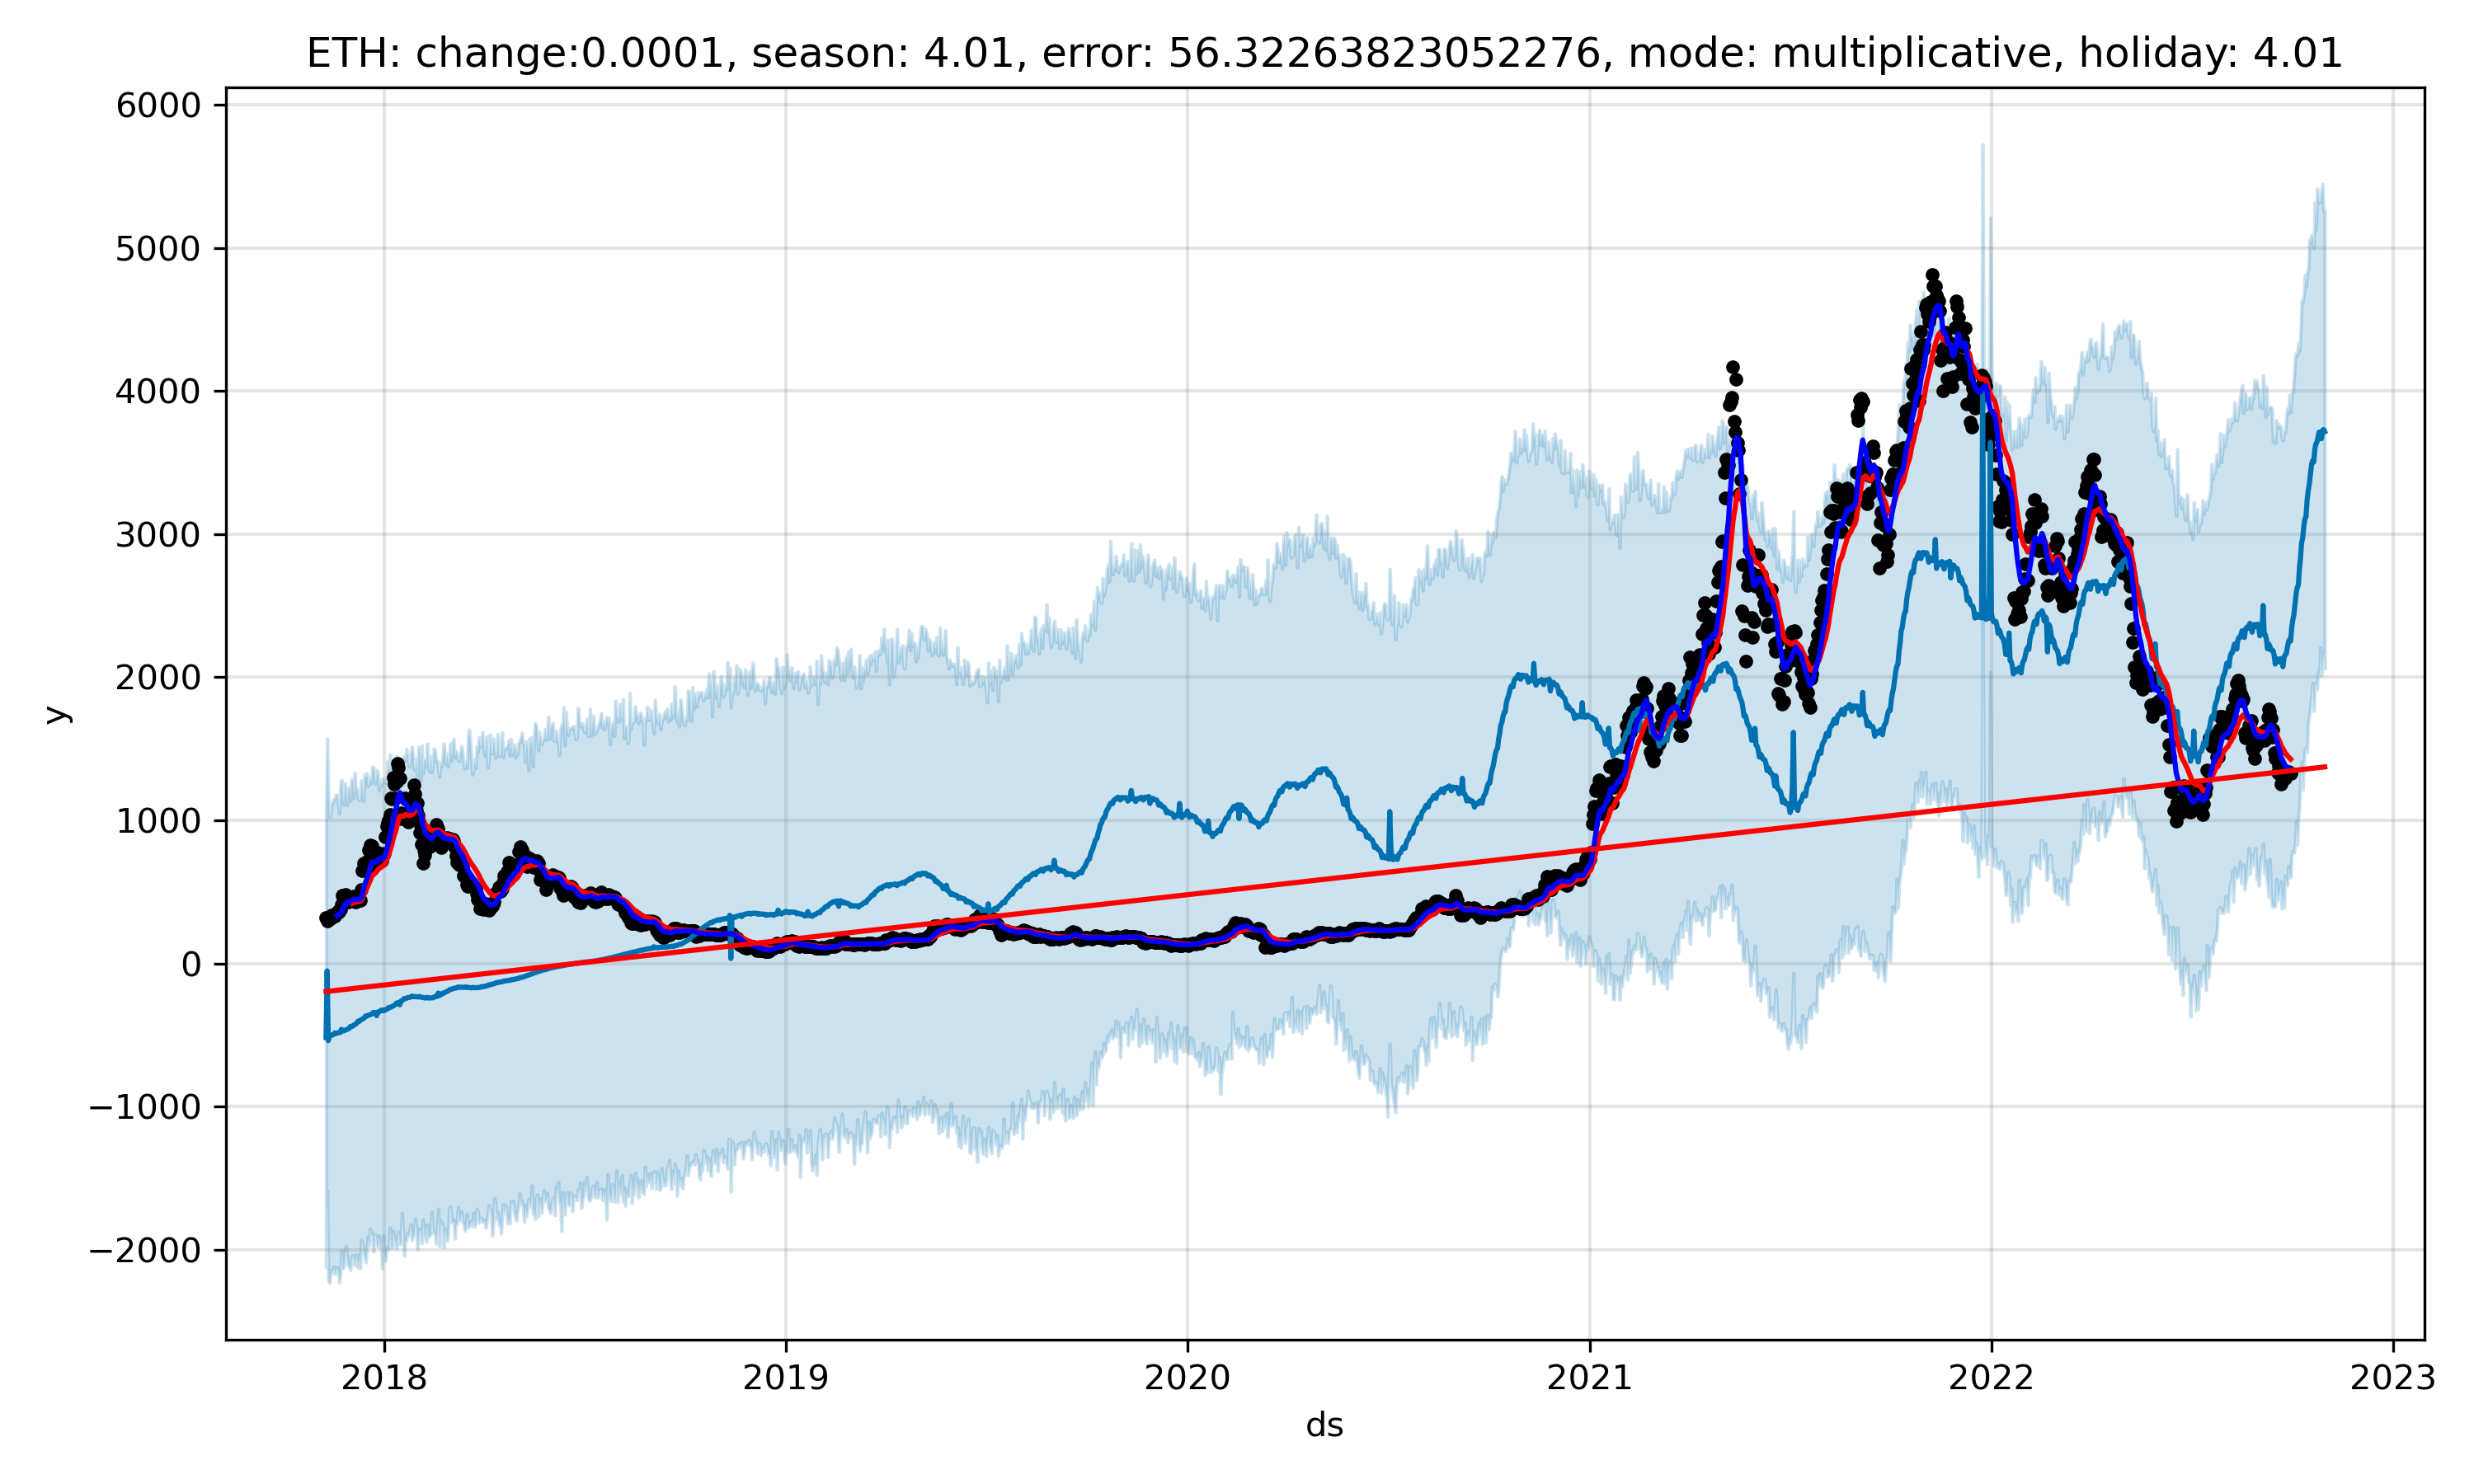 ETH: change:0.0001, season: 4.01, error: 56.32263823052276, mode: multiplicative, holiday: 4.01
6000
5000
4000
3000
2000
1000
0
−1000
−2000
y
2018 2019 2020 2021 2022 2023
ds